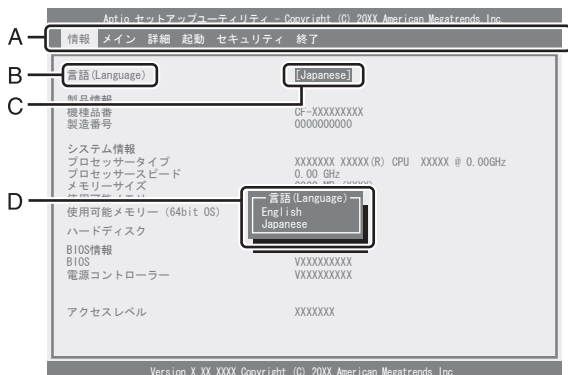 Aptio セットアップユーティリティ - Copyright (C) 20XX American Megatrends Inc
A
情報 メイン 詳細 起動 セキュリティ 終了
B
言語(Language) [Japanese]
C
製品情報
機種品番 CF-XXXXXXXXX
製造番号 0000000000
システム情報
プロセッサータイプ XXXXXXX XXXXX(R) CPU XXXXX @ 0.00GHz
プロセッサースピード 0.00 GHz
メモリーサイズ
D
使用可能メモリー (64bit OS)
言語(Language)
English
Japanese
ハードディスク
BIOS情報
BIOS VXXXXXXXXX
電源コントローラー VXXXXXXXXX
アクセスレベル XXXXXXX
Version X XX XXXX Copyright (C) 20XX American Megatrends Inc